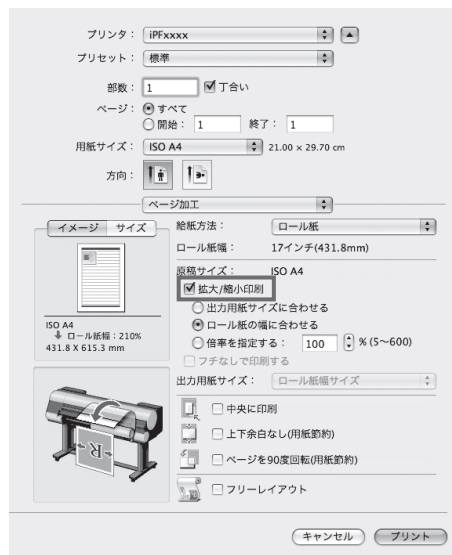 プリンタ： iPFxxxx
プリセット： 標準
部数： 1 丁合い
ページ： すべて
開始： 1 終了： 1
用紙サイズ： ISO A4 21.00 × 29.70 cm
方向：
ページ加工
イメージ サイズ
給紙方法： ロール紙
ロール紙幅： 17インチ(431.8mm)
原稿サイズ： ISO A4
拡大/縮小印刷
出力用紙サイズに合わせる
ロール紙の幅に合わせる
倍率を指定する： 100 % (5〜600)
フチなしで印刷する
出力用紙サイズ： ロール紙幅サイズ
ISO A4
ロール紙幅：210%
431.8 X 615.3 mm
R
中央に印刷
上下余白なし(用紙節約)
ページを90度回転(用紙節約)
フリーレイアウト
キャンセル プリント